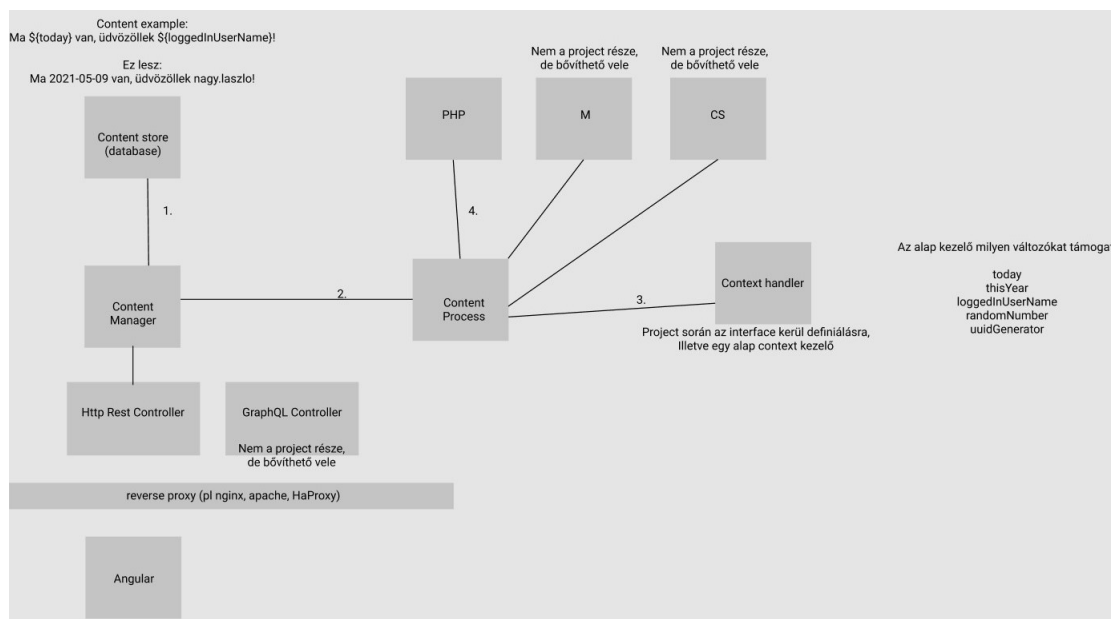 Content example:
Ma ${today} van, üdvözöllek ${loggedInUserName}!
Ez lesz:
Ma 2021-05-09 van, üdvözöllek nagy.laszlo!
Nem a project része,
de bővíthető vele
Nem a project része,
de bővíthető vele
Content store
(database)
PHP
M
CS
1.
4.
Content
Manager
2.
Content
Process
3.
Context handler
Project során az interface kerül definiálásra,
Illetve egy alap context kezelő
Az alap kezelő milyen változókat támogat
today
thisYear
loggedInUserName
randomNumber
uuidGenerator
Http Rest Controller
GraphQL Controller
Nem a project része,
de bővíthető vele
reverse proxy (pl nginx, apache, HaProxy)
Angular